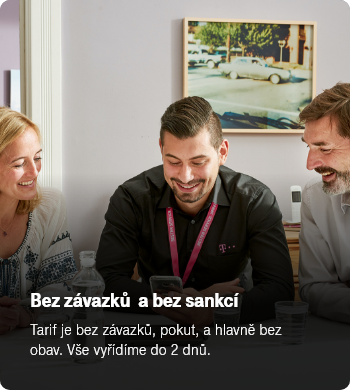 Bez závazků a bez sankcí
Tarif je bez závazků, pokut, a hlavně bez
obav. Vše vyřídíme do 2 dnů.